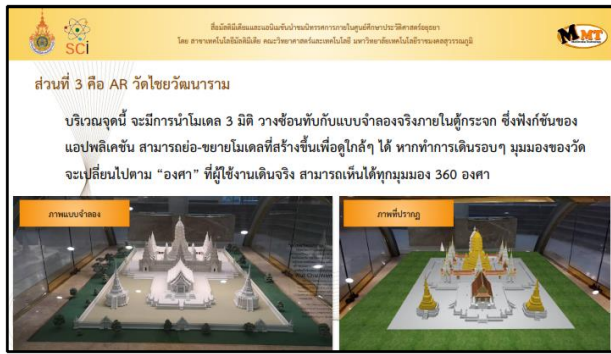 สื่อมัลติมีเดียและแอนิเมชันนำชมนิทรรศการภายในศูนย์ศึกษาประวัติศาสตร์อยุธยา
โดย สาขาเทคโนโลยีมัลติมีเดีย คณะวิทยาศาสตร์และเทคโนโลยี มหาวิทยาลัยเทคโนโลยีราชมงคลสุวรรณภูมิ
SCi
MMT
ส่วนที่ 3 คือ AR วัดไชยวัฒนาราม
บริเวณจุดนี้ จะมีการนำโมเดล 3 มิติ วางซ้อนทับกับแบบจำลองจริงภายในตู้กระจก ซึ่งฟังก์ชันของ
แอปพลิเคชัน สามารถย่อ-ขยายโมเดลที่สร้างขึ้นเพื่อดูใกล้ๆ ได้ หากทำการเดินรอบๆ มุมมองของวัด
จะเปลี่ยนไปตาม “องศา” ที่ผู้ใช้งานเดินจริง สามารถเห็นได้ทุกมุมมอง 360 องศา
ภาพแบบจำลอง
ภาพที่ปรากฏ